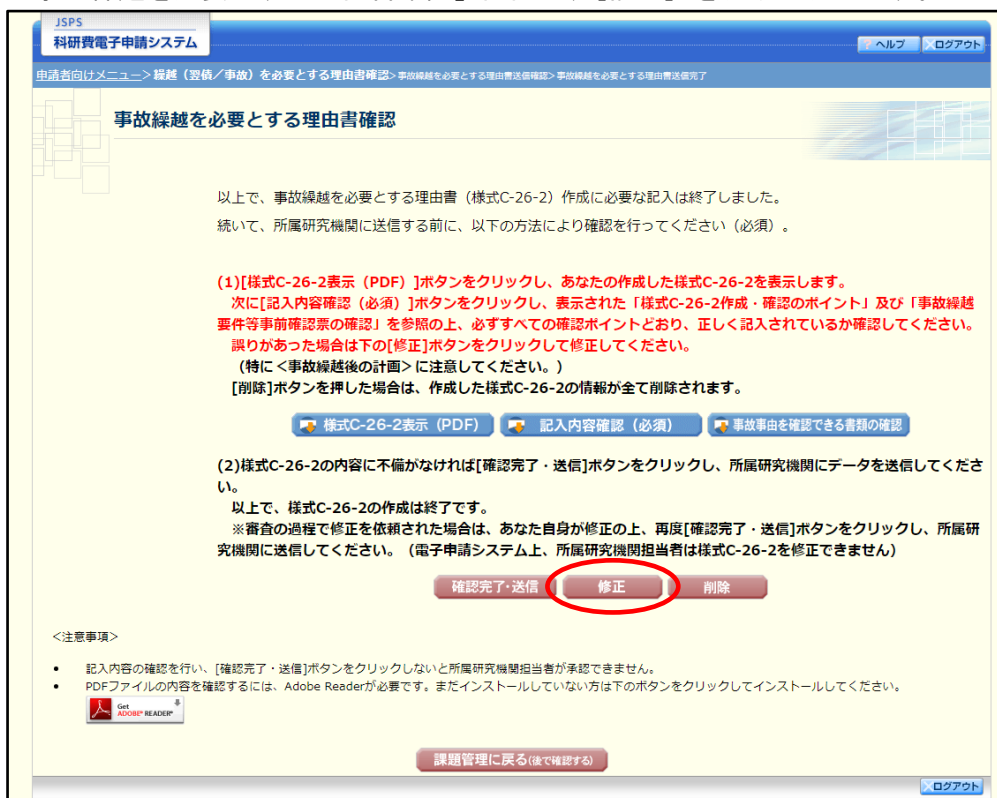 JSPS
科研費電子申請システム
ヘルプ
ログアウト
申請者向けメニュー>繰越（翌債／事故）を必要とする理由書確認>事故繰越を必要とする理由書送信確認>事故繰越を必要とする理由書送信完了
事故繰越を必要とする理由書確認
以上で、事故繰越を必要とする理由書（様式C-26-2）作成に必要な記入は終了しました。
続いて、所属研究機関に送信する前に、以下の方法により確認を行ってください（必須）。
(1)[様式C-26-2表示（PDF）]ボタンをクリックし、あなたの作成した様式C-26-2を表示します。
次に[記入内容確認（必須）]ボタンをクリックし、表示された「様式C-26-2作成・確認のポイント」及び「事故繰越
要件等事前確認票の確認」を参照の上、必ずすべての確認ポイントどおり、正しく記入されているか確認してください。
誤りがあった場合は下の[修正]ボタンをクリックして修正してください。
（特に<事故繰越後の計画>に注意してください。）
[削除]ボタンを押した場合は、作成した様式C-26-2の情報が全て削除されます。
様式C-26-2表示（PDF）
記入内容確認（必須）
事故事由を確認できる書類の確認
(2)様式C-26-2の内容に不備がなければ[確認完了・送信]ボタンをクリックし、所属研究機関にデータを送信してくださ
い。
以上で、様式C-26-2の作成は終了です。
※審査の過程で修正を依頼された場合は、あなた自身が修正の上、再度[確認完了・送信]ボタンをクリックし、所属研
究機関に送信してください。（電子申請システム上、所属研究機関担当者は様式C-26-2を修正できません）
確認完了・送信
修正
削除
<注意事項>
• 記入内容の確認を行い、[確認完了・送信]ボタンをクリックしないと所属研究機関担当者が承認できません。
• PDFファイルの内容を確認するには、Adobe Readerが必要です。まだインストールしていない方は下のボタンをクリックしてインストールしてください。
Get
ADOBE® READER®
課題管理に戻る(後で確認する)
ログアウト